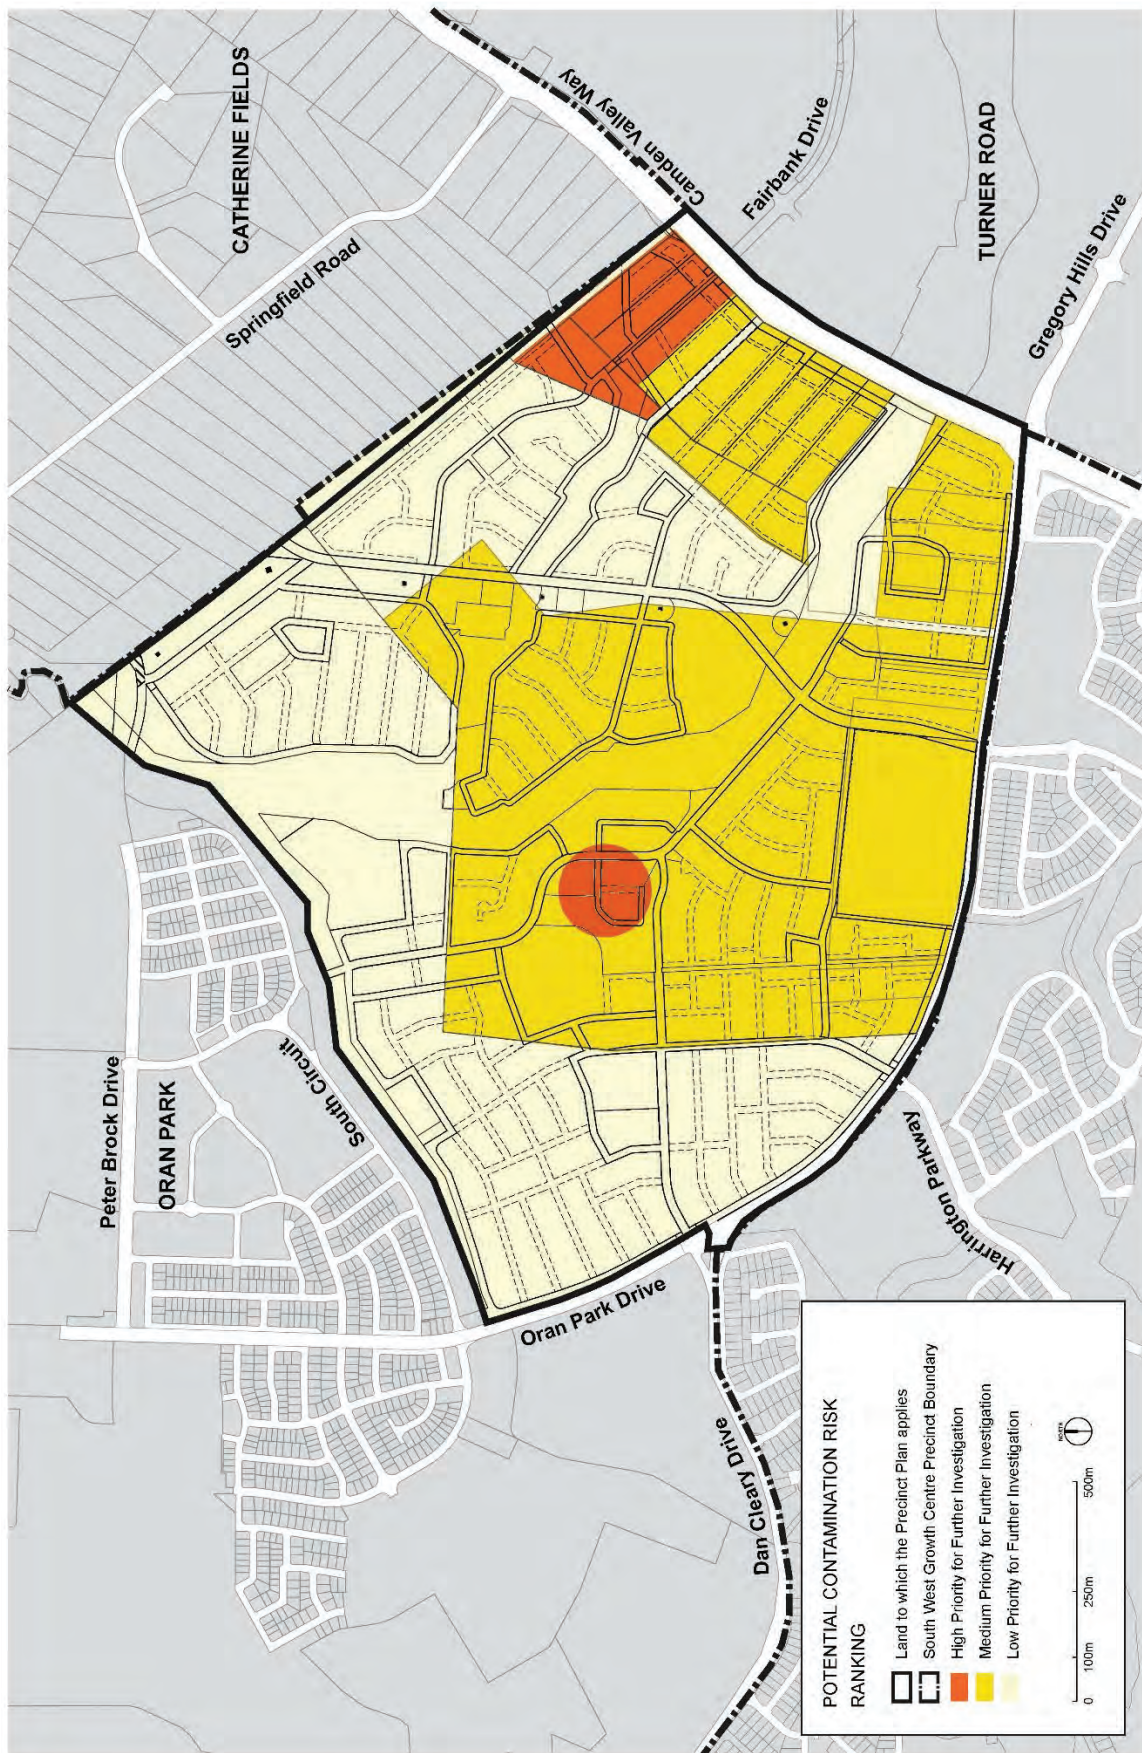 CATHERINE FIELDS
Camden Valley Way
Springfield Road
Fairbank Drive
TURNER ROAD
Gregory Hills Drive
Peter Brock Drive
ORAN PARK
South Circuit
Oran Park Drive
Harrington Parkway
Dan Cleary Drive
POTENTIAL CONTAMINATION RISK
RANKING
Land to which the Precinct Plan applies
South West Growth Centre Precinct Boundary
High Priority for Further Investigation
Medium Priority for Further Investigation
Low Priority for Further Investigation
0 100m 250m 500m
NORTH